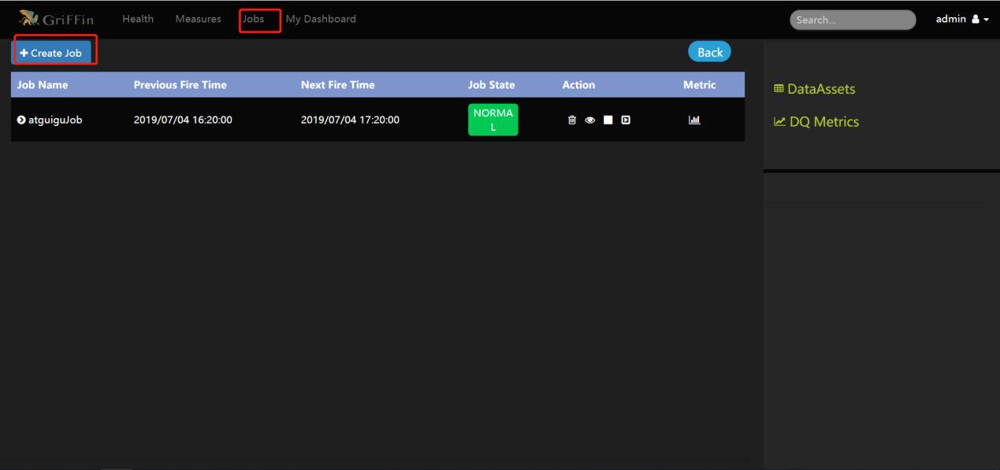 GriFFin Health Measures Jobs My Dashboard Search... admin
Create Job Back
Job Name Previous Fire Time Next Fire Time Job State Action Metric
atguiguJob 2019/07/04 16:20:00 2019/07/04 17:20:00 NORMA
L
DataAssets
DQ Metrics